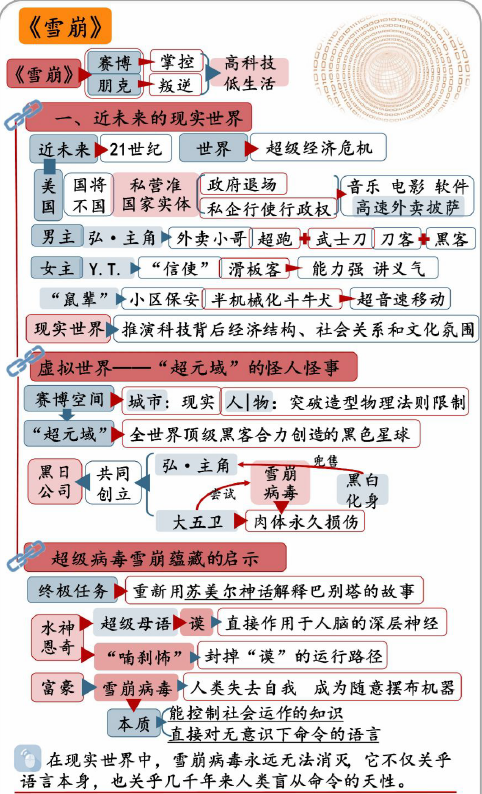 《雪崩》
《雪崩》 赛博 掌控 高科技
朋克 叛逆 低生活
一、近未来的现实世界
近未来 21世纪 世界 超级经济危机
美国 国将不国 私营准国家实体 政府退场 音乐 电影 软件
私企行使行政权 高速外卖披萨
男主 弘·主角 外卖小哥 超跑+武士刀 刀客+黑客
女主 Y.T. “信使” 滑板客 能力强 讲义气
“鼠辈” 小区保安 半机械化斗牛犬 超音速移动
现实世界 推演科技背后经济结构、社会关系和文化氛围
虚拟世界——“超元域”的怪人怪事
赛博空间 城市：现实 人|物：突破造型物理法则限制
“超元域” 全世界顶级黑客合力创造的黑色星球
黑日公司 共同创立 弘·主角 兜售
雪崩病毒 黑白化身
尝试
大五卫 肉体永久损伤
超级病毒雪崩蕴藏的启示
终极任务 重新用苏美尔神话解释巴别塔的故事
水神恩奇 超级母语 谟 直接作用于人脑的深层神经
“喃刹怖” 封掉“谟”的运行路径
富豪 雪崩病毒 人类失去自我 成为随意摆布机器
本质 能控制社会运作的知识
直接对无意识下命令的语言
在现实世界中，雪崩病毒永远无法消灭 它不仅关乎
语言本身，也关乎几千年来人类盲从命令的天性。